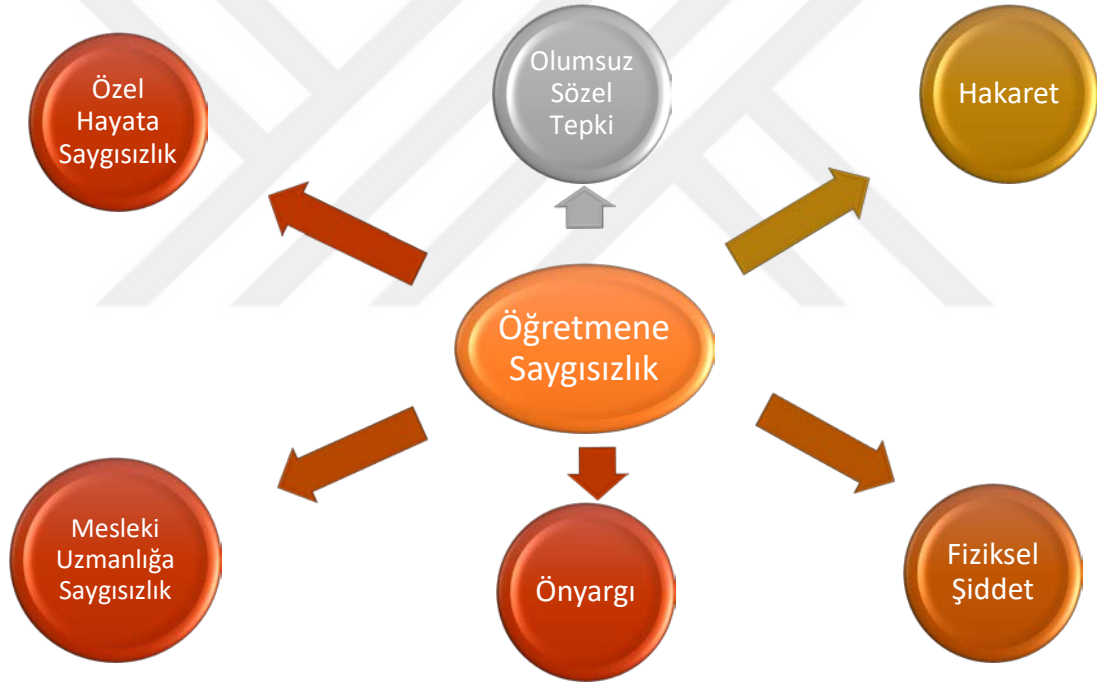 Özel
Hayata
Saygısızlık
Olumsuz
Sözel
Tepki
Hakaret
Öğretmene
Saygısızlık
Mesleki
Uzmanlığa
Saygısızlık
Önyargı
Fiziksel
Şiddet